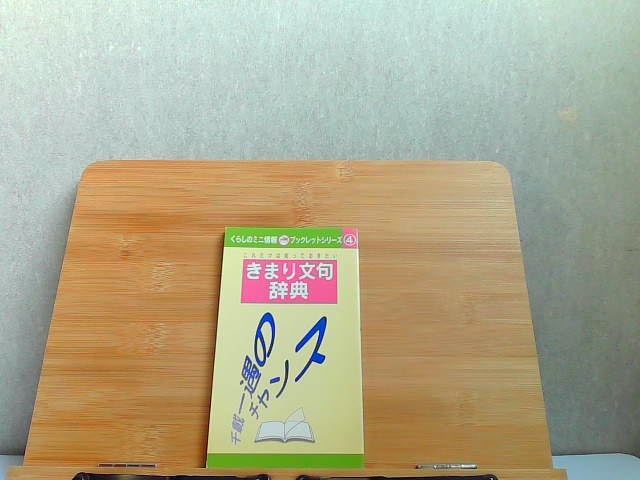 くらしのミニ情報 ブックレットシリーズ ④
これだけは知っておきたい
きまり文句
辞典
千載一遇の
チャンス